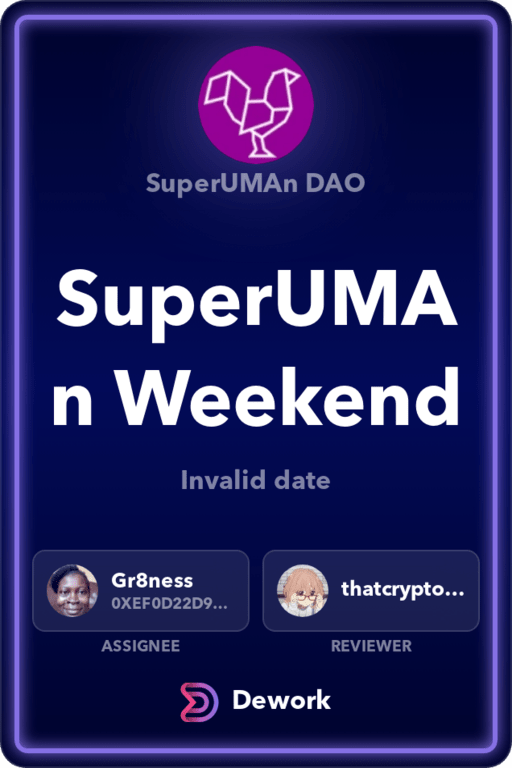 SuperUMAn DAO
SuperUMA
n Weekend
Invalid date
Gr8ness
0XEF0D22D9...
thatcrypto...
ASSIGNEE
REVIEWER
Dework